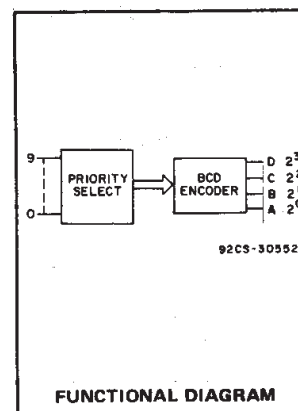 9
PRIORITY
SELECT
0
BCD
ENCODER
D 2³
C 2²
B 2¹
A 2⁰
92CS-30552
FUNCTIONAL DIAGRAM